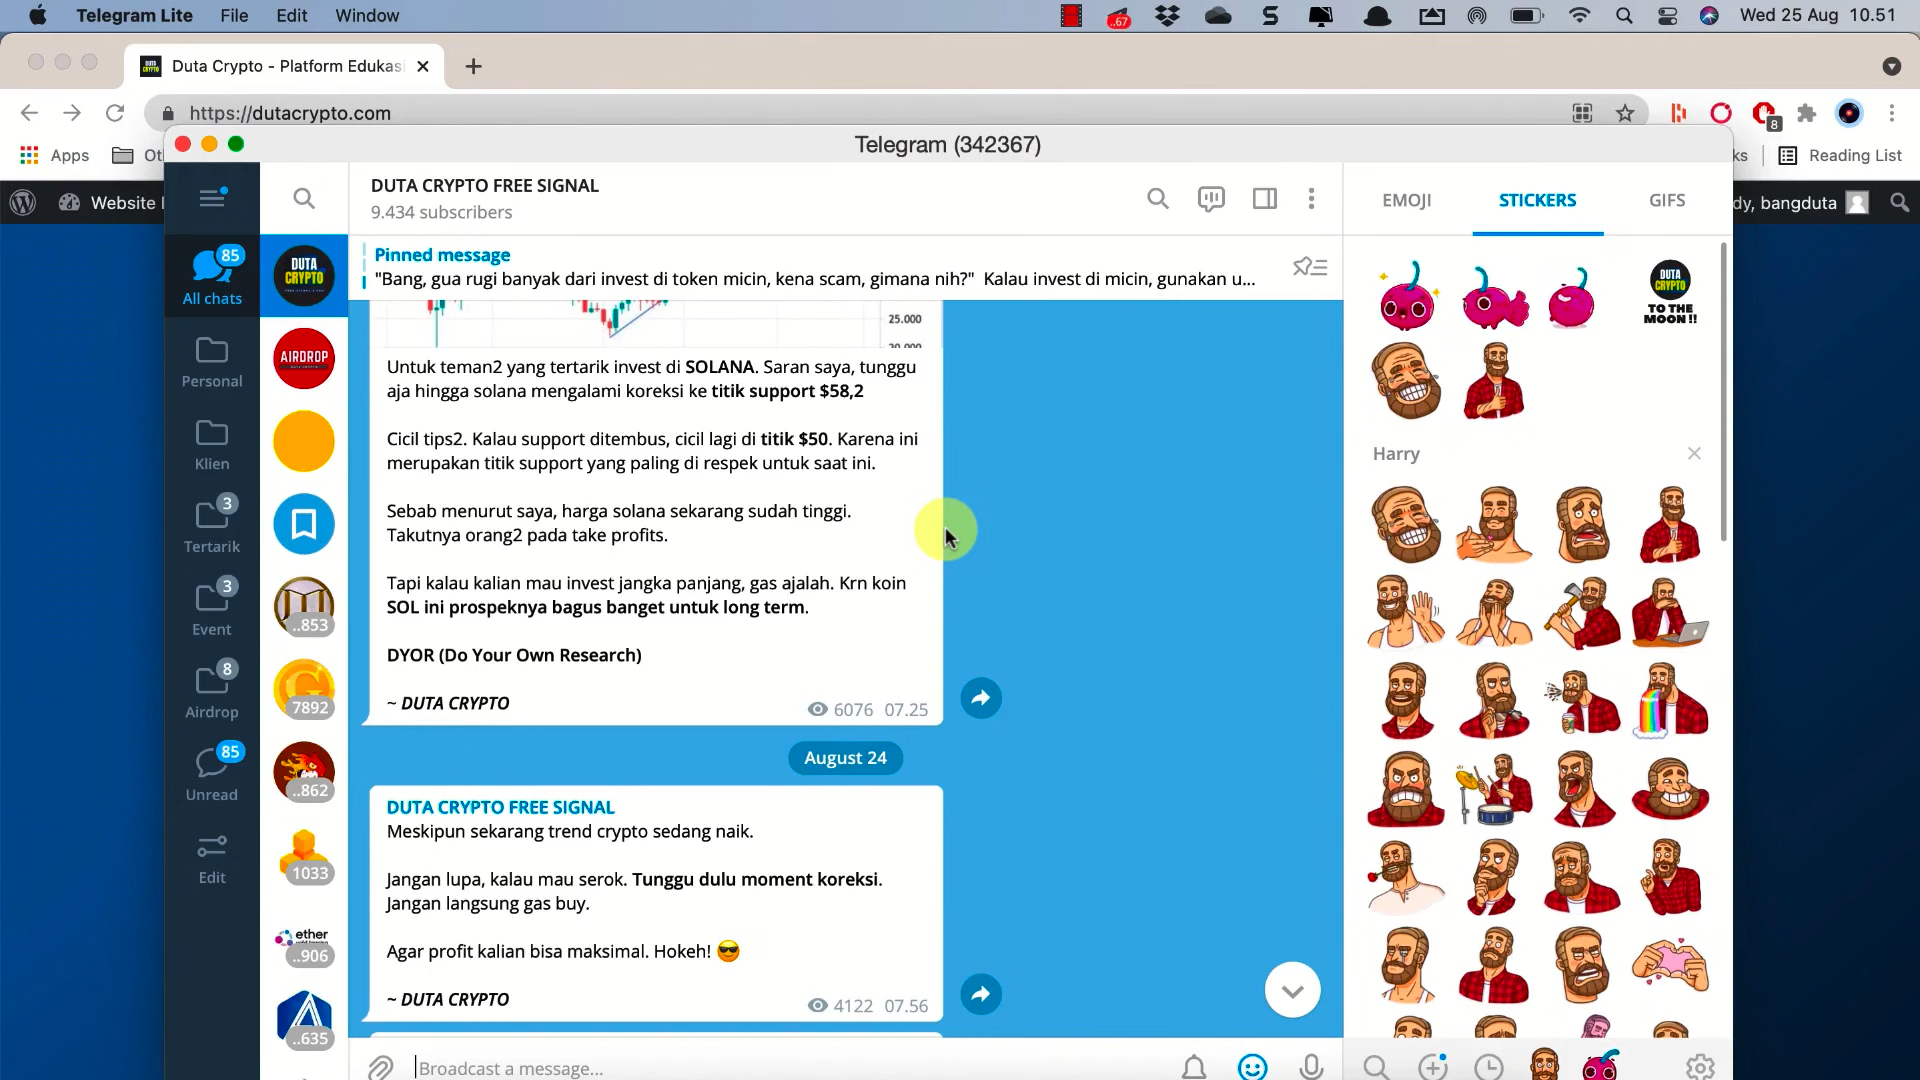 Telegram Lite File Edit Window
..67
Wed 25 Aug 10.51
DUTA CRYPTO
Duta Crypto - Platform Edukasi
https://dutacrypto.com
8
Apps
Reading List
Telegram (342367)
Website
dy, bangduta
DUTA CRYPTO FREE SIGNAL
9.434 subscribers
EMOJI STICKERS GIFS
85
All chats
Personal
Klien
3
Tertarik
3
Event
8
Airdrop
85
Unread
Edit
DUTA CRYPTO
AIRDROP
..853
7892
..862
1033
ether
..906
..635
Pinned message
"Bang, gua rugi banyak dari invest di token micin, kena scam, gimana nih?" Kalau invest di micin, gunakan u...
25.000
Untuk teman2 yang tertarik invest di SOLANA. Saran saya, tunggu
aja hingga solana mengalami koreksi ke titik support $58,2
Cicil tips2. Kalau support ditembus, cicil lagi di titik $50. Karena ini
merupakan titik support yang paling di respek untuk saat ini.
Sebab menurut saya, harga solana sekarang sudah tinggi.
Takutnya orang2 pada take profits.
Tapi kalau kalian mau invest jangka panjang, gas ajalah. Krn koin
SOL ini prospeknya bagus banget untuk long term.
DYOR (Do Your Own Research)
~ DUTA CRYPTO
6076 07.25
August 24
DUTA CRYPTO FREE SIGNAL
Meskipun sekarang trend crypto sedang naik.
Jangan lupa, kalau mau serok. Tunggu dulu moment koreksi.
Jangan langsung gas buy.
Agar profit kalian bisa maksimal. Hokeh! 😎
~ DUTA CRYPTO
4122 07.56
Broadcast a message...
DUTA CRYPTO
TO THE MOON !!
Harry